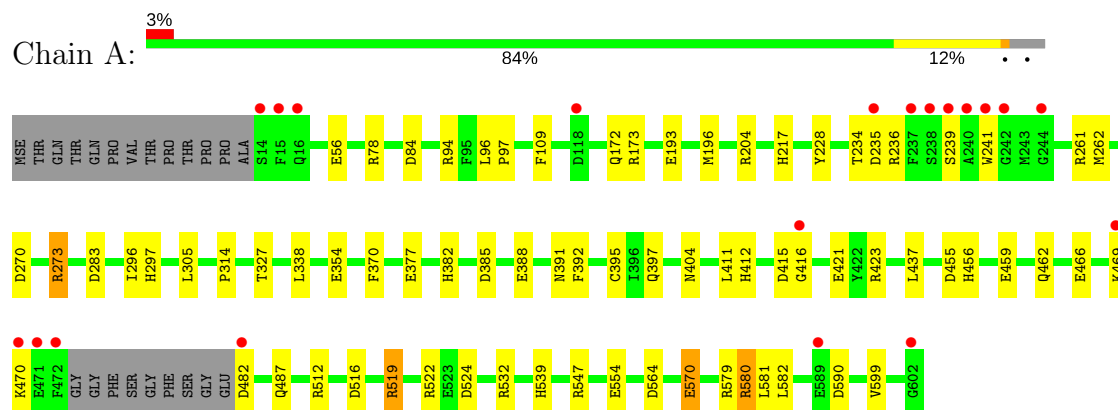 3%
Chain A:
84% 12% • •
MSE THR GLN THR GLN PRO VAL THR PRO THR PRO PRO ALA S14 F15 Q16 E56 R78 D84 R94 F95 L96 P97 F109 D118 Q172 R173 E193 M196 R204 H217 Y228 T234 D235 R236 F237 S238 S239 A240 W241 G242 M243 G244 R261 M262
D270 R273 D283 I296 H297 L305 P314 T327 L338 E354 F370 E377 H382 D385 E388 N391 F392 C395 I396 Q397 N404 L411 H412 D415 G416 E421 Y422 R423 L437 D455 H456 E459 Q462 E466 K469
K470 E471 F472 GLY GLY PHE SER GLY PHE SER GLY GLU D482 Q487 R512 D516 R519 R522 E523 D524 R532 H539 R547 E554 D564 E570 R579 R580 L581 L582 E589 D590 V599 G602